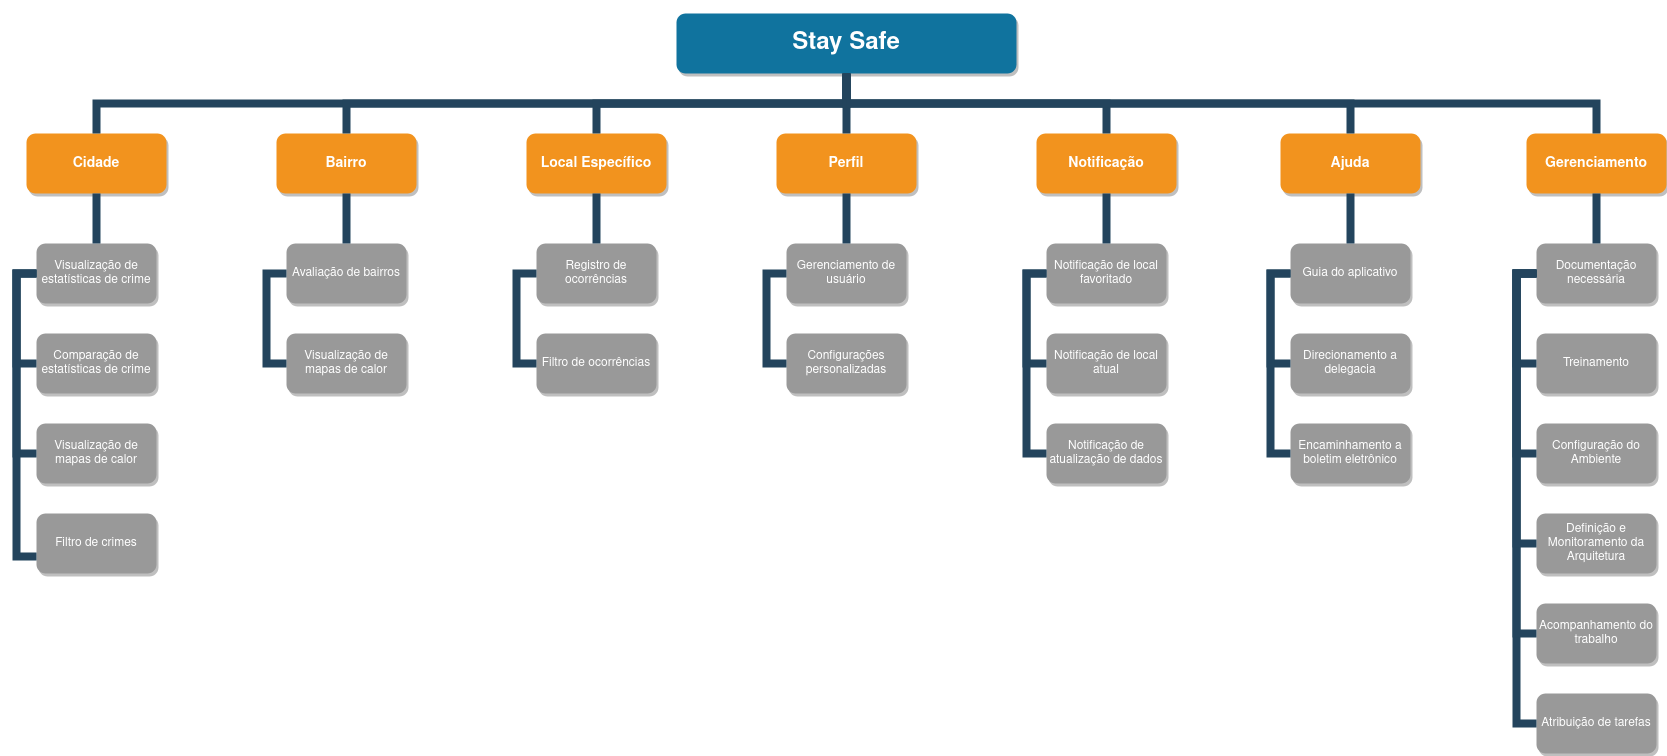 Stay Safe
Cidade
Bairro
Local Específico
Perfil
Notificação
Ajuda
Gerenciamento
Visualização de
estatísticas de crime
Comparação de
estatísticas de crime
Visualização de
mapas de calor
Filtro de crimes
Avaliação de bairros
Visualização de
mapas de calor
Registro de
ocorrências
Filtro de ocorrências
Gerenciamento de
usuário
Configurações
personalizadas
Notificação de local
favoritado
Notificação de local
atual
Notificação de
atualização de dados
Guia do aplicativo
Direcionamento a
delegacia
Encaminhamento a
boletim eletrônico
Documentação
necessária
Treinamento
Configuração do
Ambiente
Definição e
Monitoramento da
Arquitetura
Acompanhamento do
trabalho
Atribuição de tarefas